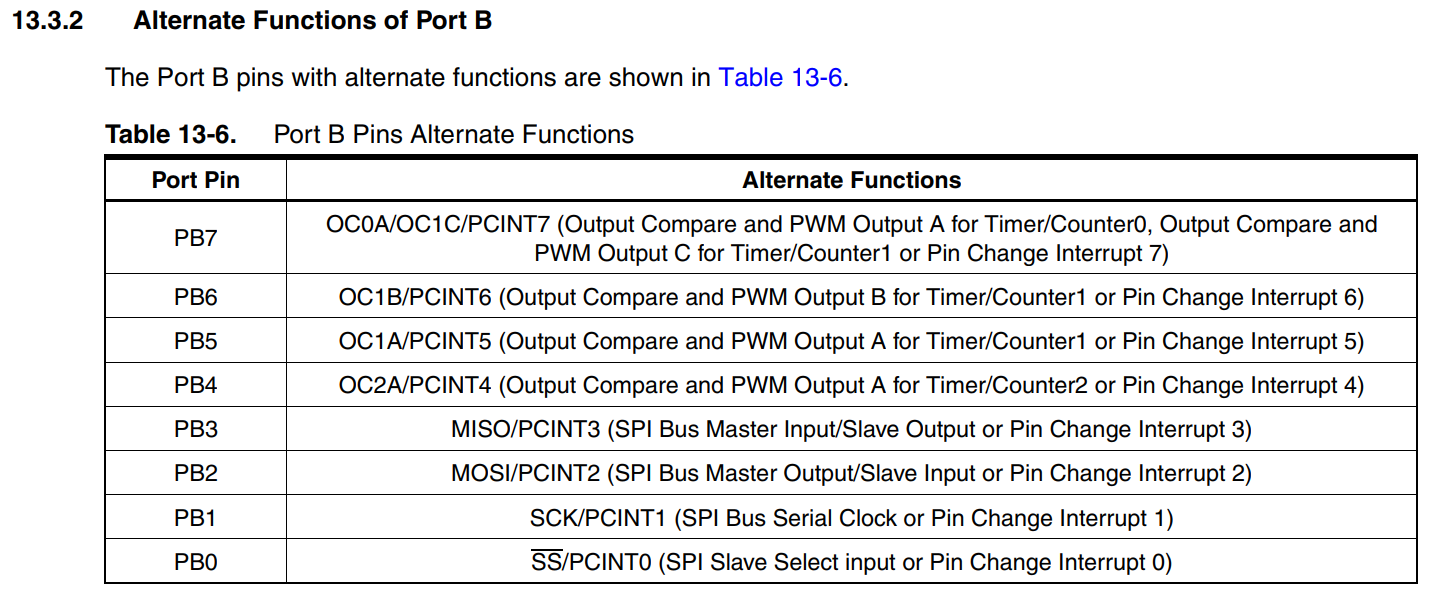 13.3.2 Alternate Functions of Port B
The Port B pins with alternate functions are shown in Table 13-6.
Table 13-6. Port B Pins Alternate Functions
Port Pin Alternate Functions
PB7 OC0A/OC1C/PCINT7 (Output Compare and PWM Output A for Timer/Counter0, Output Compare and
PWM Output C for Timer/Counter1 or Pin Change Interrupt 7)
PB6 OC1B/PCINT6 (Output Compare and PWM Output B for Timer/Counter1 or Pin Change Interrupt 6)
PB5 OC1A/PCINT5 (Output Compare and PWM Output A for Timer/Counter1 or Pin Change Interrupt 5)
PB4 OC2A/PCINT4 (Output Compare and PWM Output A for Timer/Counter2 or Pin Change Interrupt 4)
PB3 MISO/PCINT3 (SPI Bus Master Input/Slave Output or Pin Change Interrupt 3)
PB2 MOSI/PCINT2 (SPI Bus Master Output/Slave Input or Pin Change Interrupt 2)
PB1 SCK/PCINT1 (SPI Bus Serial Clock or Pin Change Interrupt 1)
PB0 S̅S̅/PCINT0 (SPI Slave Select input or Pin Change Interrupt 0)